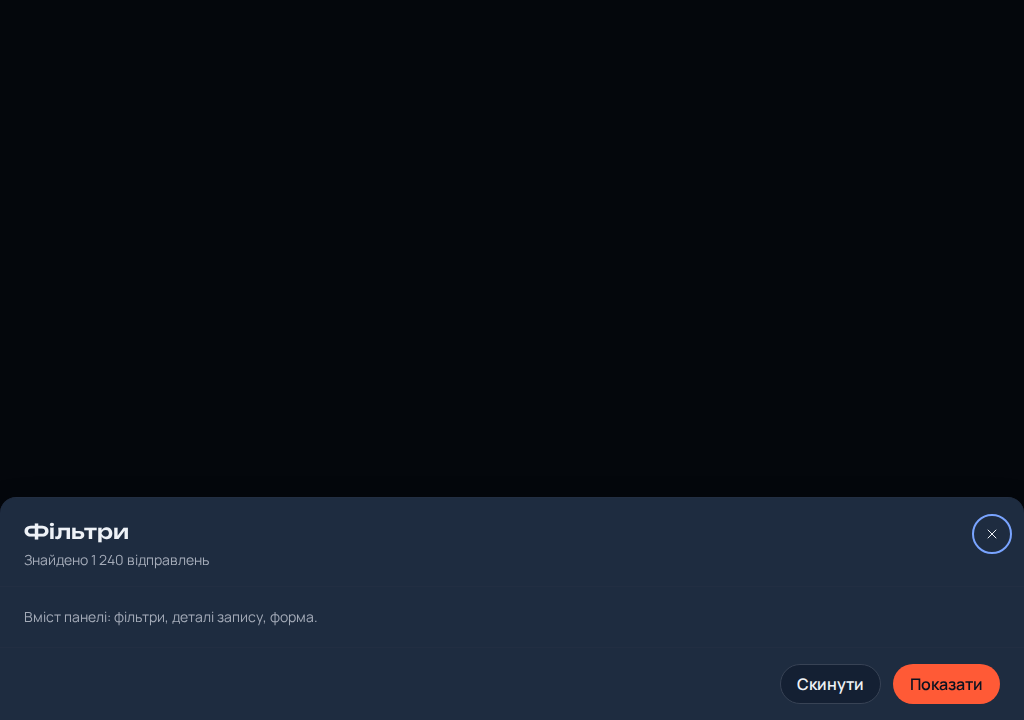 Фільтри
Знайдено 1 240 відправлень
Вміст панелі: фільтри, деталі запису, форма.
Скинути
Показати